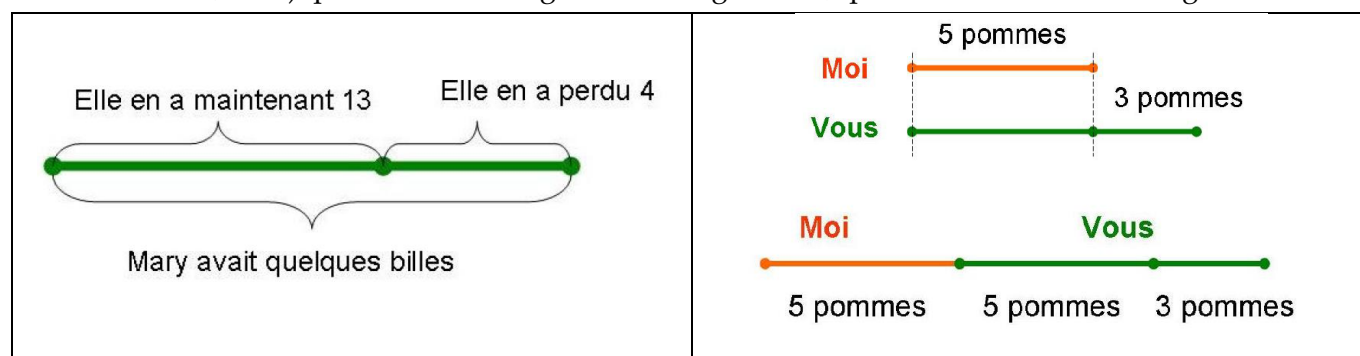 Elle en a maintenant 13
Elle en a perdu 4
Mary avait quelques billes
5 pommes
Moi
3 pommes
Vous
Moi Vous
5 pommes 5 pommes 3 pommes